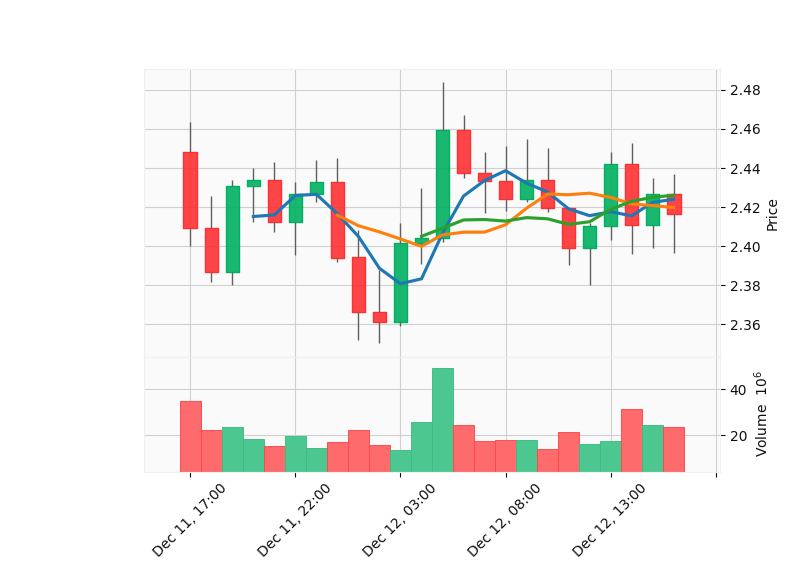 2.48
2.46
2.44
2.42
2.40
2.38
2.36
Price
40
20
Volume 10⁶
Dec 11, 17:00
Dec 11, 22:00
Dec 12, 03:00
Dec 12, 08:00
Dec 12, 13:00